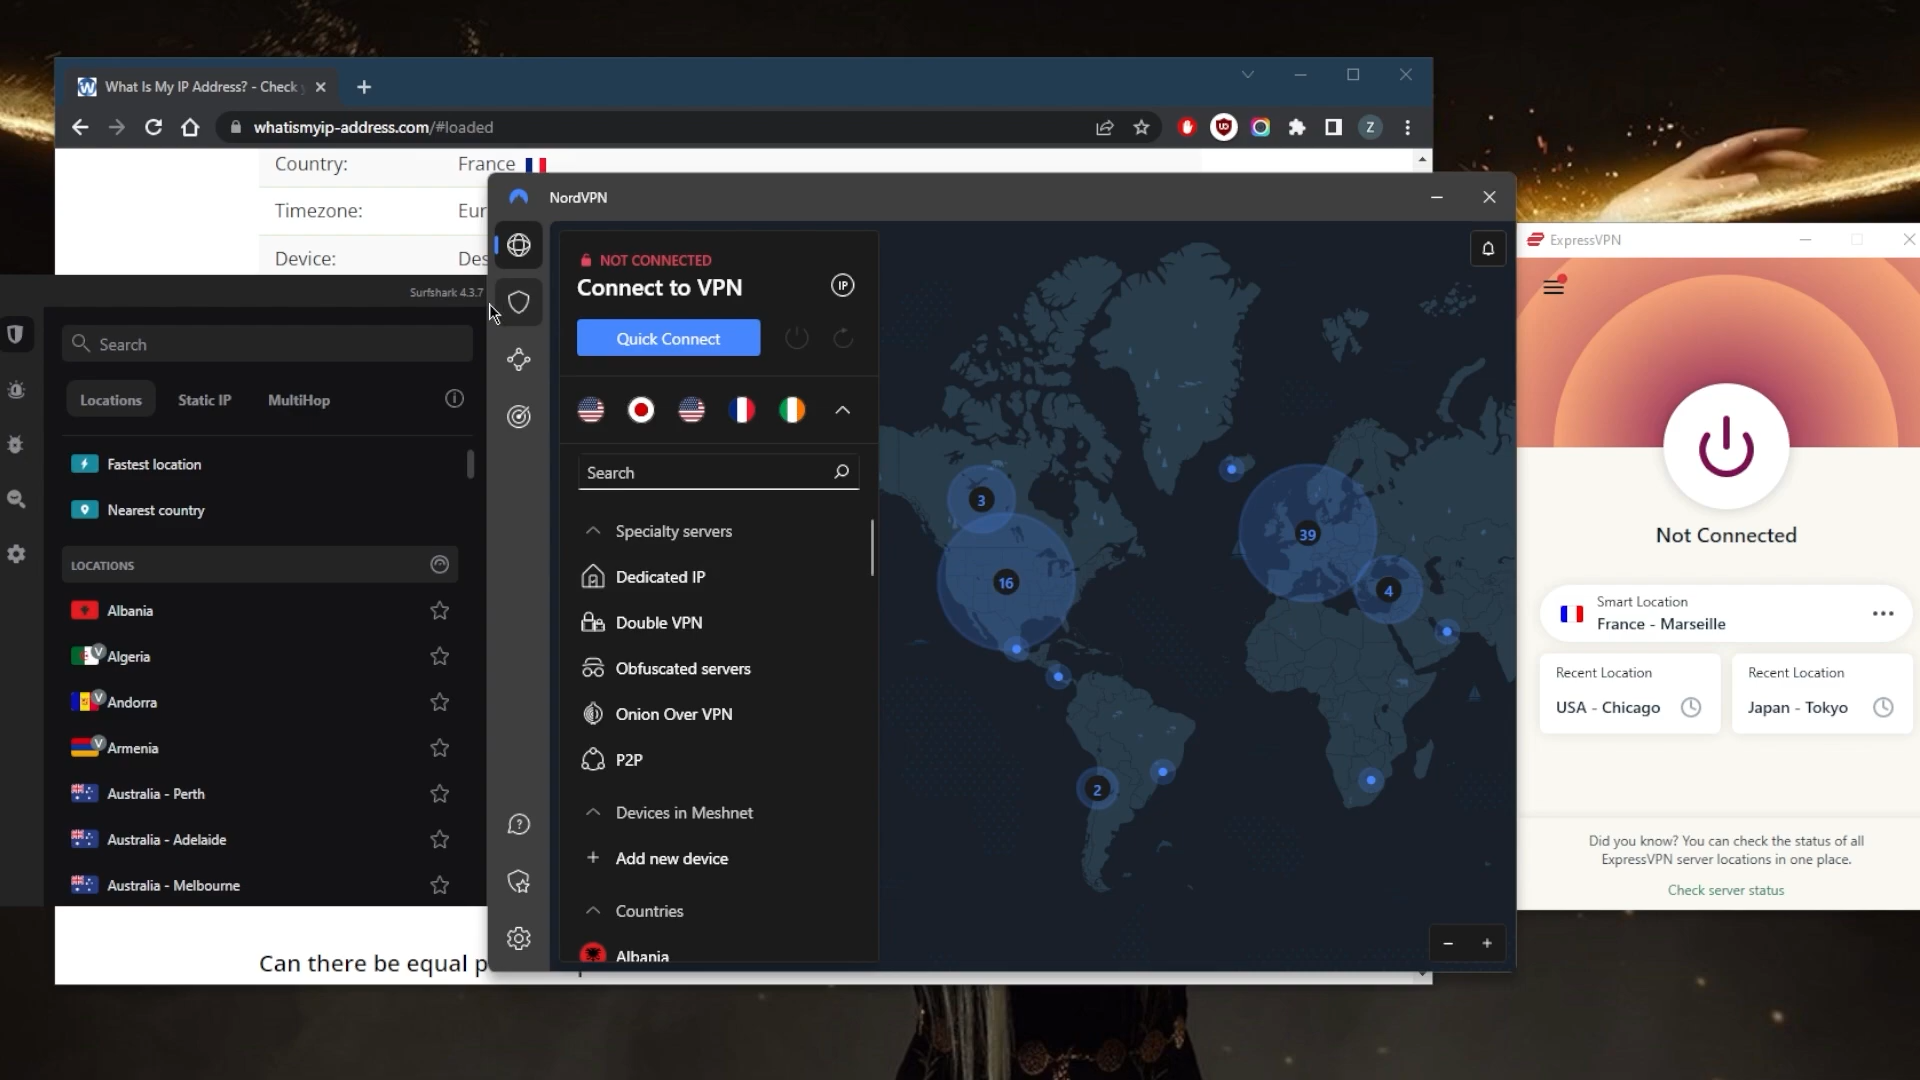 What Is My IP Address? - Check
whatismyip-address.com/#loaded
Z
Country: France
Timezone: Eur
Device: Des
Can there be equal p
Surfshark 4.3.7
Search
Locations Static IP MultiHop
Fastest location
Nearest country
LOCATIONS
Albania
V Algeria
V Andorra
V Armenia
Australia - Perth
Australia - Adelaide
Australia - Melbourne
NordVPN
NOT CONNECTED
Connect to VPN
IP
Quick Connect
Search
Specialty servers
Dedicated IP
Double VPN
Obfuscated servers
Onion Over VPN
P2P
Devices in Meshnet
+ Add new device
Countries
Albania
3
16
39
4
2
− +
ExpressVPN
Not Connected
Smart Location
France - Marseille
Recent Location
USA - Chicago
Recent Location
Japan - Tokyo
Did you know? You can check the status of all
ExpressVPN server locations in one place.
Check server status